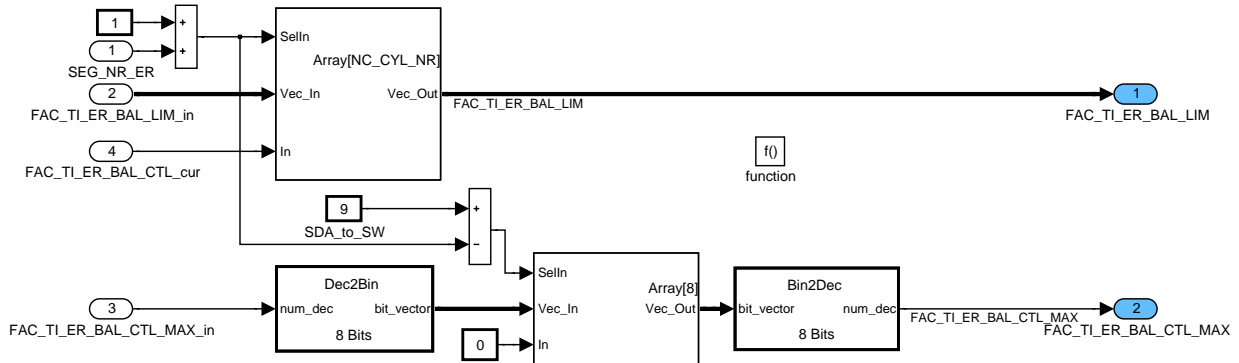 1
+
+
1
SEG_NR_ER
SelIn
Array[NC_CYL_NR]
2
FAC_TI_ER_BAL_LIM_in
Vec_In
Vec_Out
FAC_TI_ER_BAL_LIM
1
FAC_TI_ER_BAL_LIM
4
FAC_TI_ER_BAL_CTL_cur
In
f()
function
9
SDA_to_SW
+
−
SelIn
Array[8]
3
FAC_TI_ER_BAL_CTL_MAX_in
Dec2Bin
num_dec
bit_vector
8 Bits
Vec_In
Vec_Out
0
In
Bin2Dec
bit_vector
num_dec
8 Bits
FAC_TI_ER_BAL_CTL_MAX
2
FAC_TI_ER_BAL_CTL_MAX